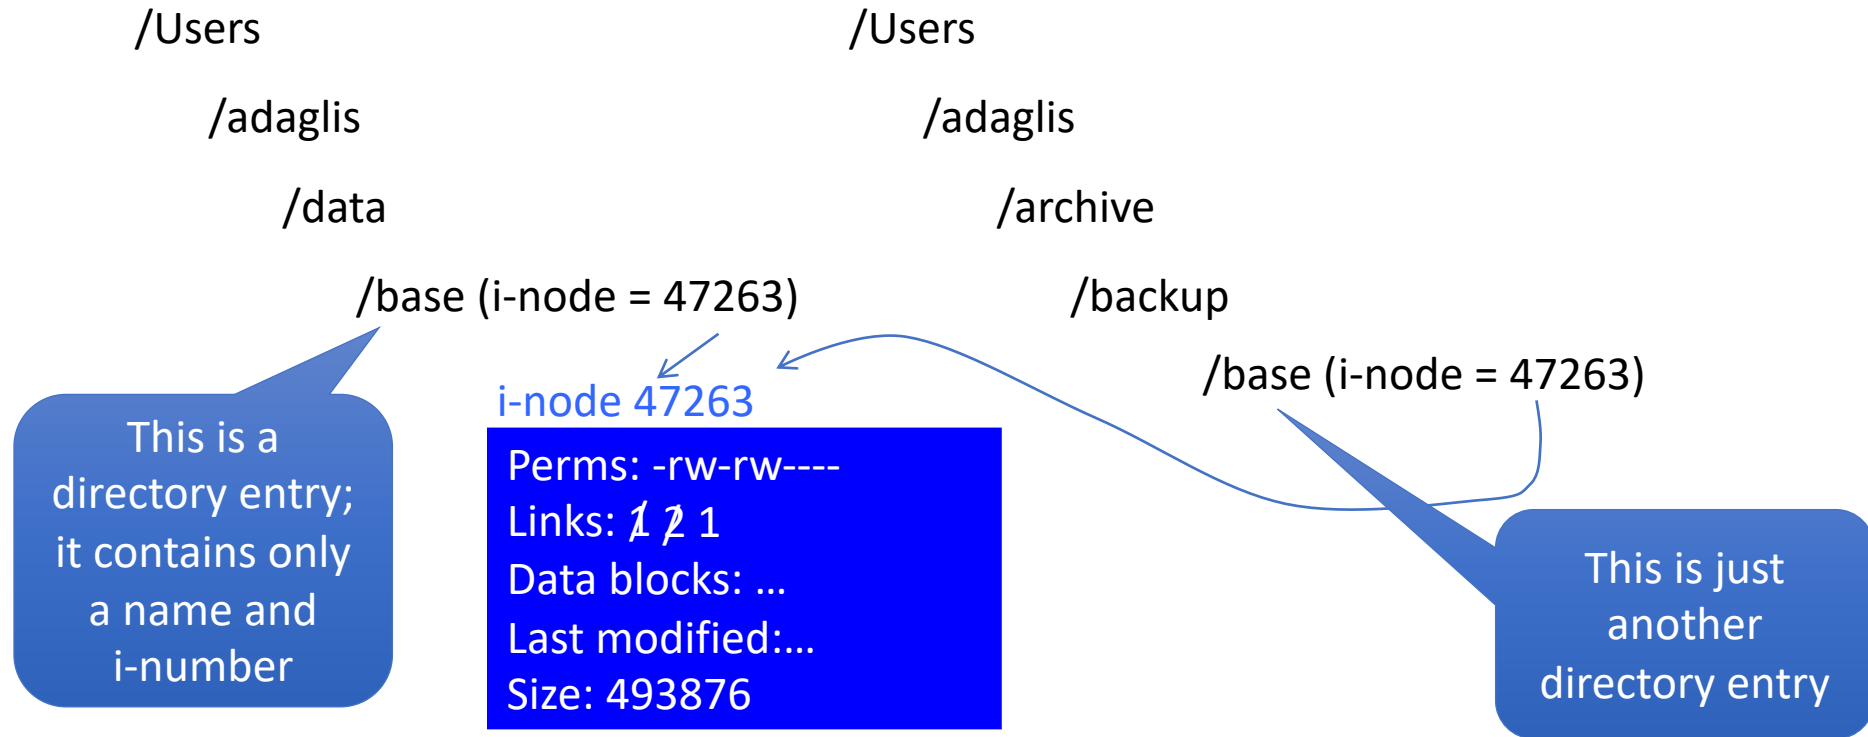 /Users
/adaglis
/data
/base (i-node = 47263)
/Users
/adaglis
/archive
/backup
/base (i-node = 47263)
This is a
directory entry;
it contains only
a name and
i-number
i-node 47263
Perms: -rw-rw----
Links: 1 2 1
Data blocks: ...
Last modified:...
Size: 493876
This is just
another
directory entry